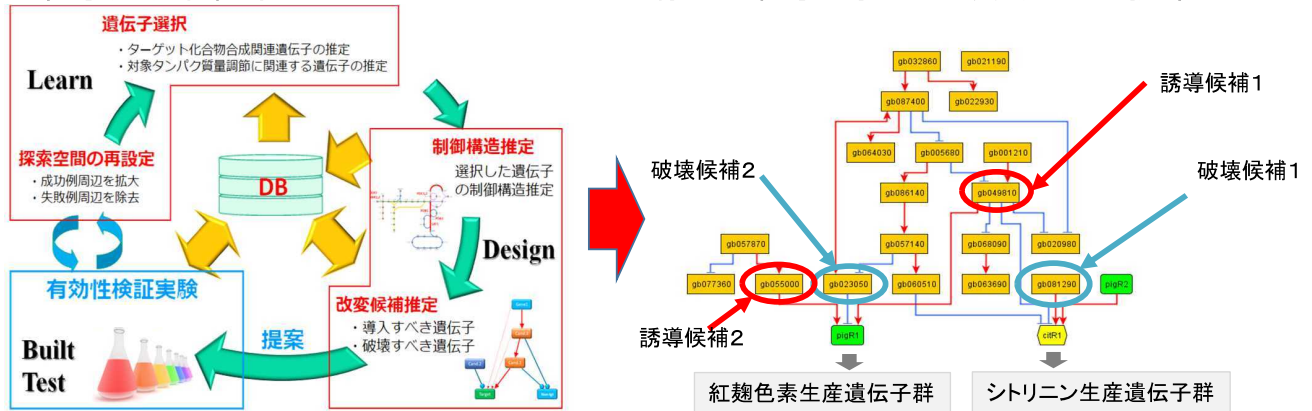 遺伝子選択
・ターゲット化合物合成関連遺伝子の推定
・対象タンパク質量調節に関連する遺伝子の推定
Learn
探索空間の再設定
・成功例周辺を拡大
・失敗例周辺を除去
DB
制御構造推定
選択した遺伝子
の制御構造推定
Design
有効性検証実験
Built
Test
提案
改変候補推定
・導入すべき遺伝子
・破壊すべき遺伝子
gb032860
gb021190
gb087400
gb022930
誘導候補1
gb064030
gb005680
gb001210
破壊候補2
破壊候補1
gb086140
gb049810
gb057870
gb057140
gb068090
gb020980
gb077360
gb055000
gb023050
gb060510
gb063690
gb081290
pigR2
誘導候補2
pigR1
citR1
紅麹色素生産遺伝子群
シトリニン生産遺伝子群